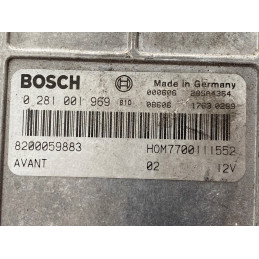 BOSCH
Made in Germany
0 281 001 969
8200059883
HOM7700111552
AVANT
02
12V